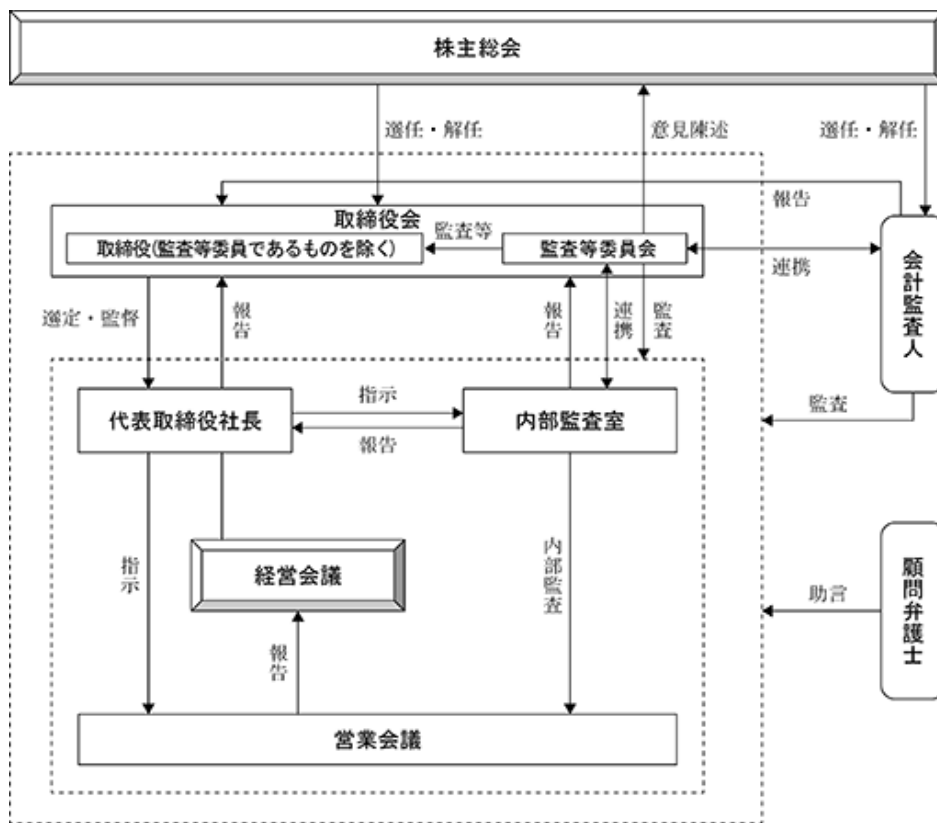 株主総会
選任・解任
意見陳述
選任・解任
報告
取締役会
取締役(監査等委員であるものを除く)
監査等
監査等委員会
連携
会計監査人
選定・監督
報告
報告
連携
監査
代表取締役社長
指示
報告
内部監査室
監査
指示
経営会議
内部監査
助言
顧問弁護士
報告
営業会議